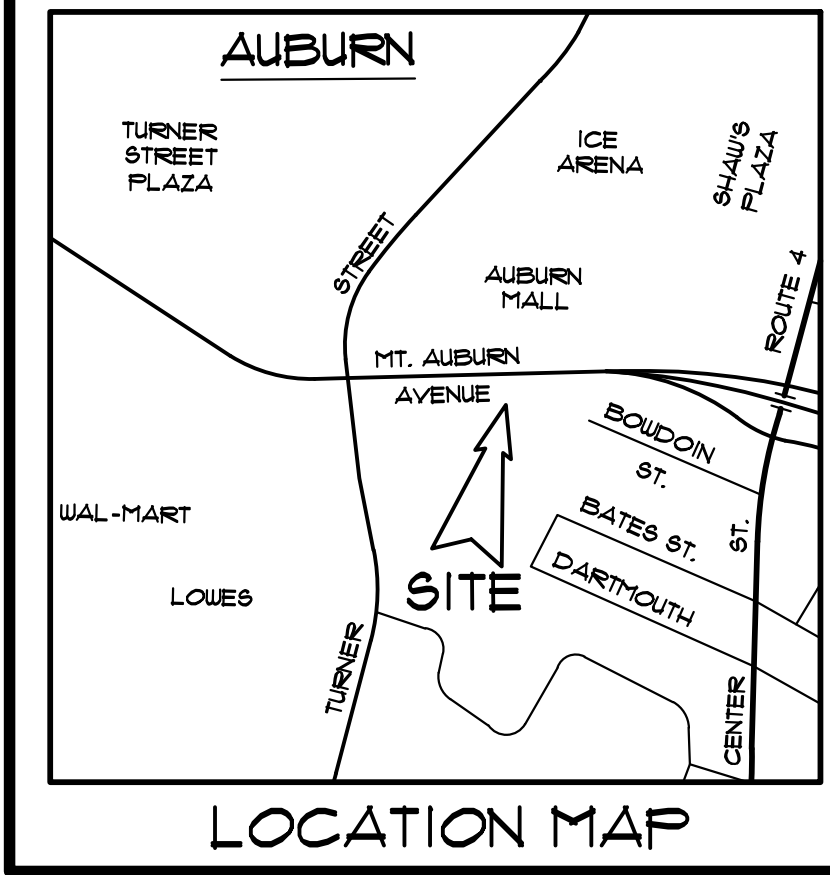 AUBURN
TURNER
STREET
PLAZA
ICE
ARENA
SHAW'S
PLAZA
STREET
AUBURN
MALL
ROUTE 4
MT. AUBURN
AVENUE
BOWDOIN
ST.
WAL-MART
BATES ST.
ST.
LOWES
SITE
DARTMOUTH
TURNER
CENTER
LOCATION MAP